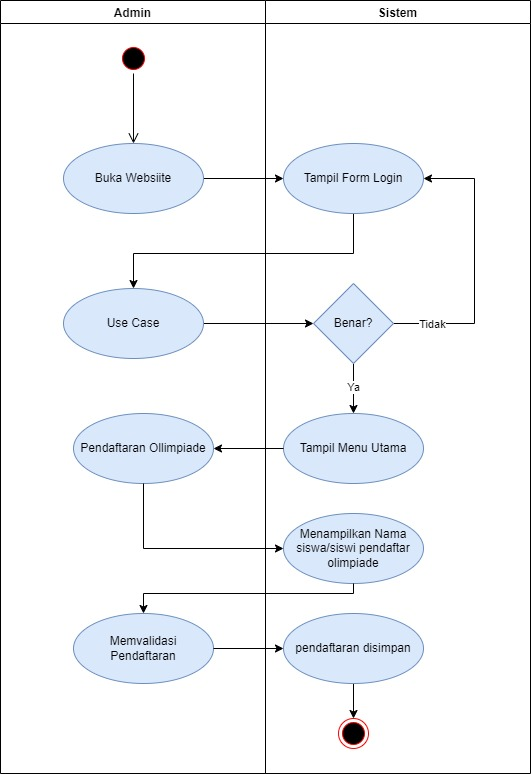 Admin
Sistem
Buka Websiite
Tampil Form Login
Use Case
Benar?
Tidak
Ya
Pendaftaran Ollimpiade
Tampil Menu Utama
Menampilkan Nama
siswa/siswi pendaftar
olimpiade
Memvalidasi
Pendaftaran
pendaftaran disimpan